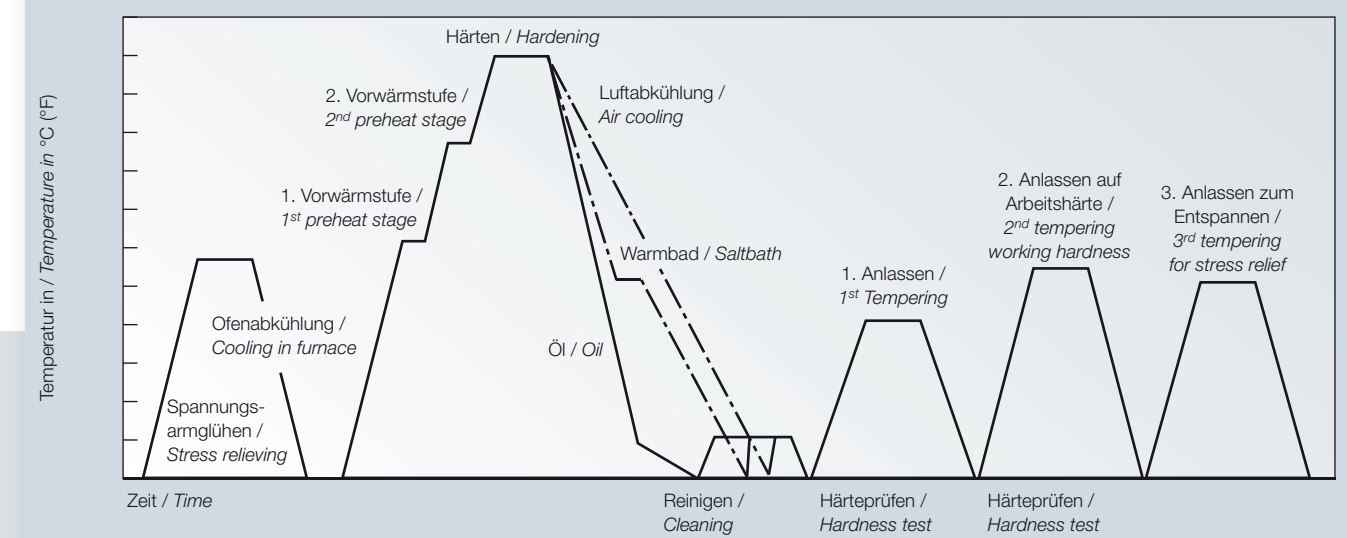 Temperatur in / Temperature in °C (°F)
Härten / Hardening
2. Vorwärmstufe /
2nd preheat stage
Luftabkühlung /
Air cooling
1. Vorwärmstufe /
1st preheat stage
2. Anlassen auf
Arbeitshärte /
2nd tempering
working hardness
3. Anlassen zum
Entspannen /
3rd tempering
for stress relief
Warmbad / Saltbath
1. Anlassen /
1st Tempering
Ofenabkühlung /
Cooling in furnace
Öl / Oil
Spannungs-
armglühen /
Stress relieving
Zeit / Time
Reinigen /
Cleaning
Härteprüfen /
Hardness test
Härteprüfen /
Hardness test